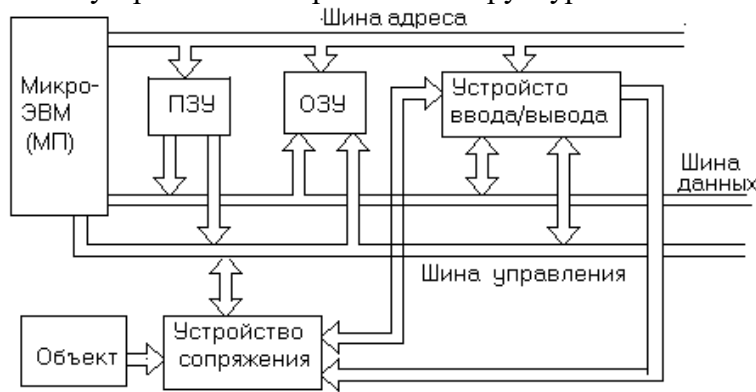 Шина адреса
Микро-
ЭВМ
(МП)
ПЗУ
ОЗУ
Устройсто
ввода/вывода
Шина
данных
Шина управления
Объект
Устройство
сопряжения